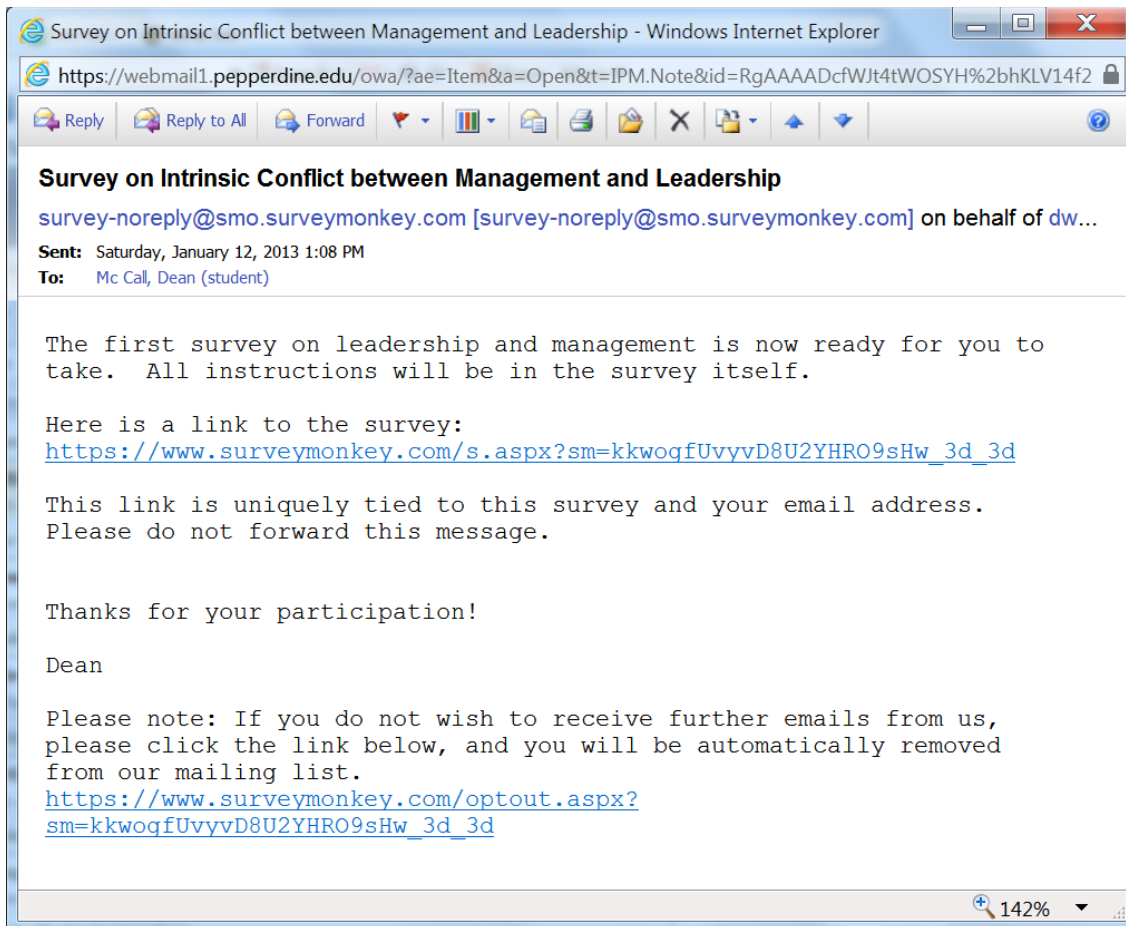 Survey on Intrinsic Conflict between Management and Leadership - Windows Internet Explorer
https://webmail1.pepperdine.edu/owa/?ae=Item&a=Open&t=IPM.Note&id=RgAAAADcfWJt4tWOSYH%2bhKLV14f2
Reply Reply to All Forward
Survey on Intrinsic Conflict between Management and Leadership
survey-noreply@smo.surveymonkey.com [survey-noreply@smo.surveymonkey.com] on behalf of dw...
Sent: Saturday, January 12, 2013 1:08 PM
To: Mc Call, Dean (student)
The first survey on leadership and management is now ready for you to
take. All instructions will be in the survey itself.
Here is a link to the survey:
https://www.surveymonkey.com/s.aspx?sm=kkwoqfUvyvD8U2YHRO9sHw_3d_3d
This link is uniquely tied to this survey and your email address.
Please do not forward this message.
Thanks for your participation!
Dean
Please note: If you do not wish to receive further emails from us,
please click the link below, and you will be automatically removed
from our mailing list.
https://www.surveymonkey.com/optout.aspx?
sm=kkwoqfUvyvD8U2YHRO9sHw_3d_3d
142%